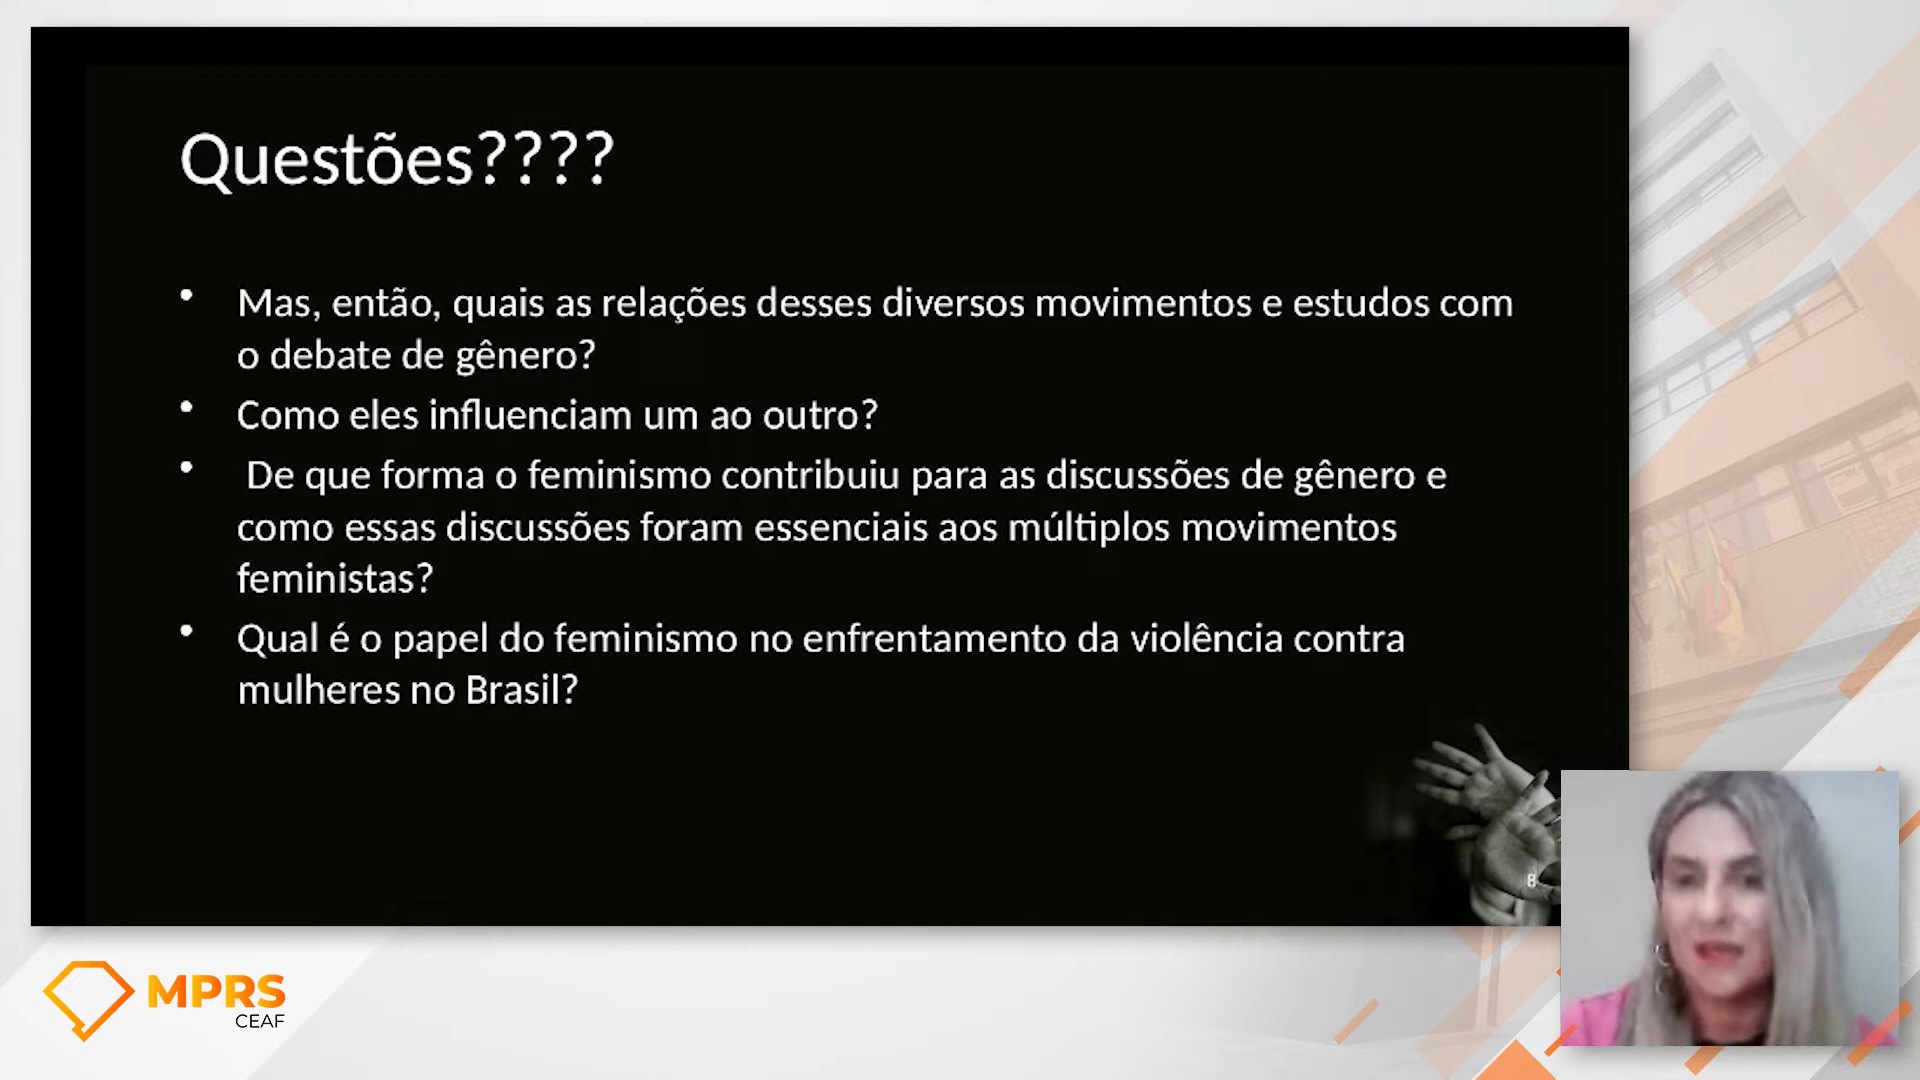 Questões????
• Mas, então, quais as relações desses diversos movimentos e estudos com
o debate de gênero?
• Como eles influenciam um ao outro?
• De que forma o feminismo contribuiu para as discussões de gênero e
como essas discussões foram essenciais aos múltiplos movimentos
feministas?
• Qual é o papel do feminismo no enfrentamento da violência contra
mulheres no Brasil?
8
MPRS
CEAF